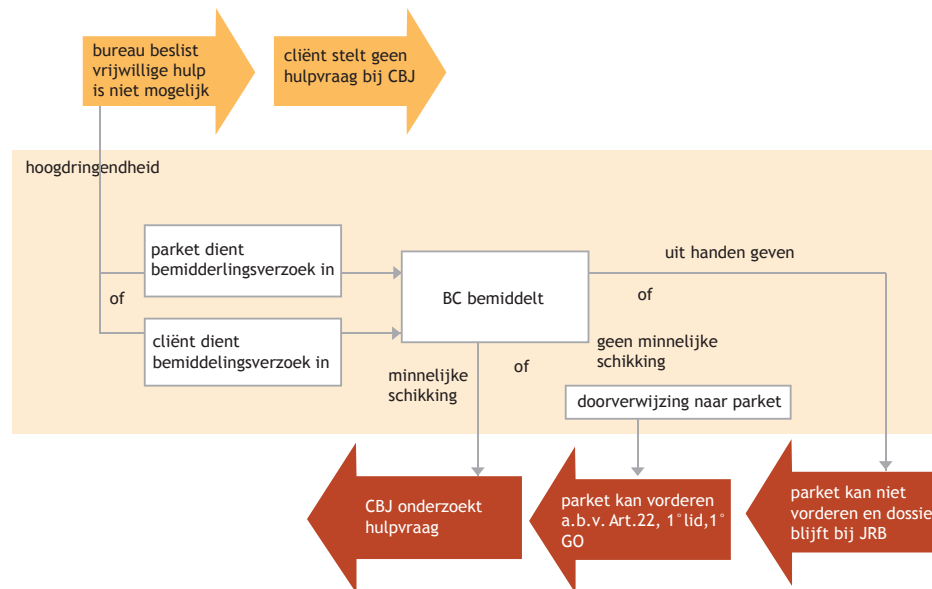 bureau beslist
vrijwillige hulp
is niet mogelijk
cliënt stelt geen
hulpvraag bij CBJ
hoogdringendheid
parket dient
bemidderlingsverzoek in
of
cliënt dient
bemiddelingsverzoek in
BC bemiddelt
uit handen geven
of
geen minnelijke
schikking
of
minnelijke
schikking
doorverwijzing naar parket
CBJ onderzoekt
hulpvraag
parket kan vorderen
a.b.v. Art.22, 1°lid,1°
GO
parket kan niet
vorderen en dossie
blijft bij JRB